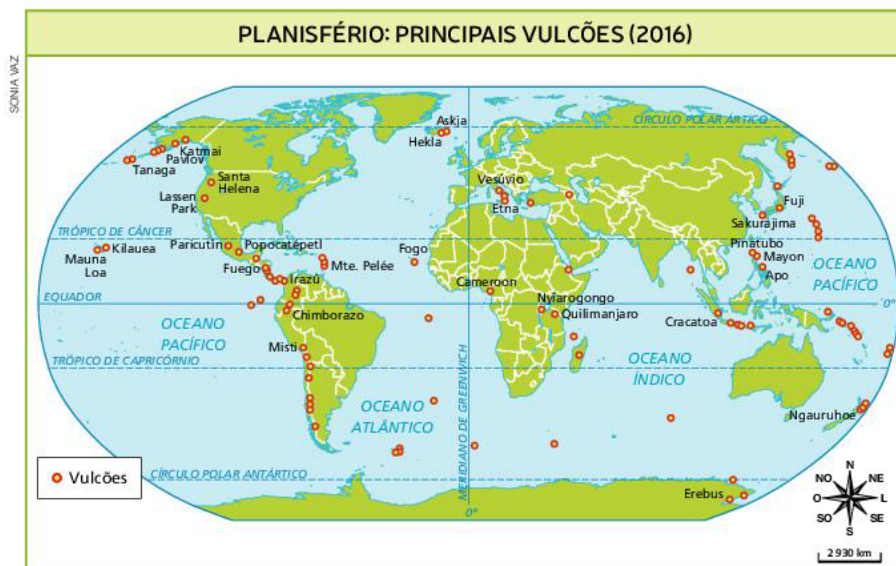 PLANISFÉRIO: PRINCIPAIS VULCÕES (2016)
SONIA VAZ
Askja
CÍRCULO POLAR ÁRTICO
Hekla
Katmai
Pavlov
Tanaga
Santa
Helena
Vesúvio
Lassen
Park
Etna
Fuji
Sakurajima
TRÓPICO DE CÂNCER
Paricutín
Popocatépetl
Pinatubo
Kilauea
Mauna
Loa
Fogo
Mayon
Fuego
Mte. Pelée
Apo
OCEANO
PACÍFICO
Irazú
Cameroon
EQUADOR
0°
Nyiarogongo
Chimborazo
Quilimanjaro
Cracatoa
OCEANO
PACÍFICO
Misti
OCEANO
ÍNDICO
TRÓPICO DE CAPRICÓRNIO
OCEANO
ATLÂNTICO
MERIDIANO DE GREENWICH
Ngauruhoe
Vulcões
CÍRCULO POLAR ANTÁRTICO
Erebus
0°
N
NO
NE
O
L
SO
SE
S
2 930 km